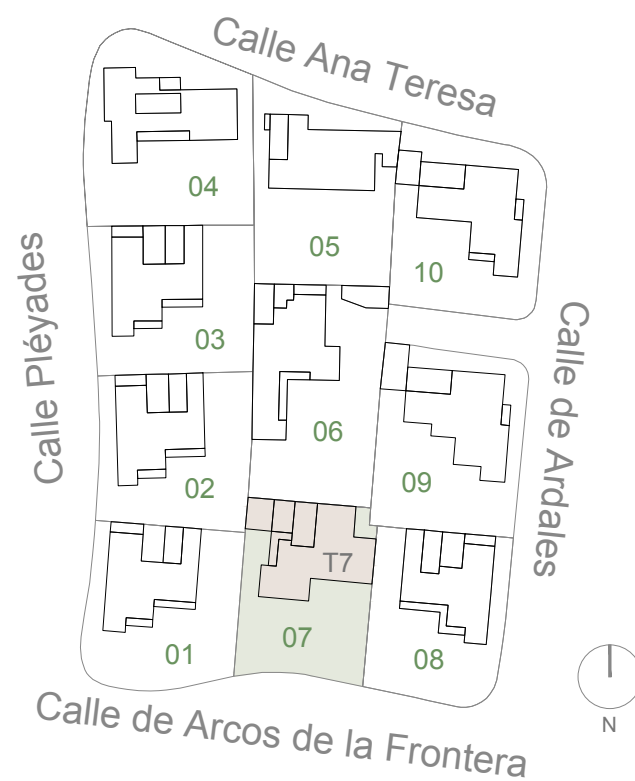 Calle Ana Teresa
04
05
10
Calle Pléyades
03
Calle de Ardales
06
02
09
T7
07
01
08
N
Calle de Arcos de la Frontera